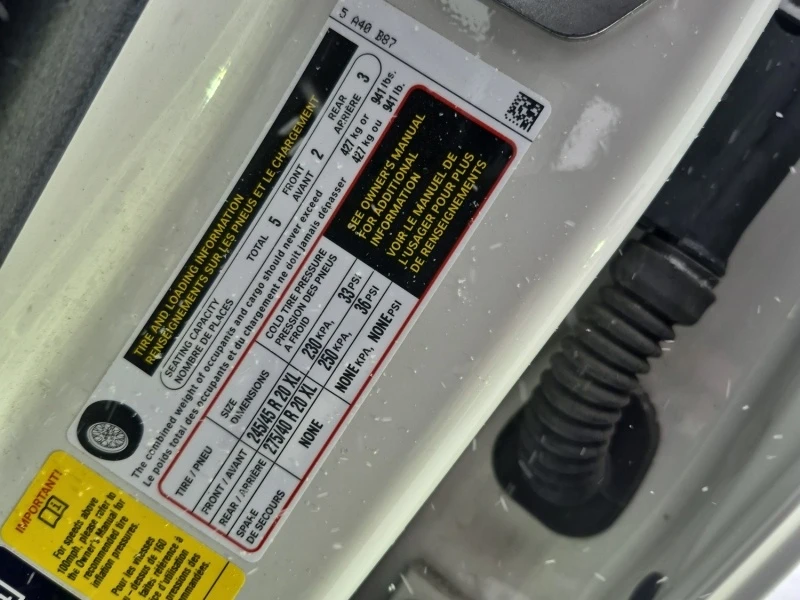 5 A40 B87
TIRE AND LOADING INFORMATION
RENSEIGNEMENTS SUR LES PNEUS ET LE CHARGEMENT
SEATING CAPACITY
NOMBRE DE PLACES
TOTAL 5
FRONT
AVANT 2
REAR
ARRIÈRE 3
The combined weight of occupants and cargo should never exceed 427 kg or 941 lbs.
Le poids total des occupants et du chargement ne doit jamais dépasser 427 kg ou 941 lb.
TIRE / PNEU
SIZE
DIMENSIONS
COLD TIRE PRESSURE
PRESSION DES PNEUS
A FROID
FRONT / AVANT 245/45 R 20 XL 230 KPA, 33 PSI
REAR / ARRIÈRE 275/40 R 20 XL 250 KPA, 36 PSI
SPARE
DE SECOURS NONE NONE KPA, NONE PSI
SEE OWNER'S MANUAL
FOR ADDITIONAL
INFORMATION
VOIR LE MANUEL DE
L'USAGER POUR PLUS
DE RENSEIGNEMENTS
IMPORTANT!
For speeds above
100mph, please refer to
the Owner's Manual for
recommended tire
inflation pressures.
Pour les vitesses
dessus de 160
référence à
d'utilisation
pressions des